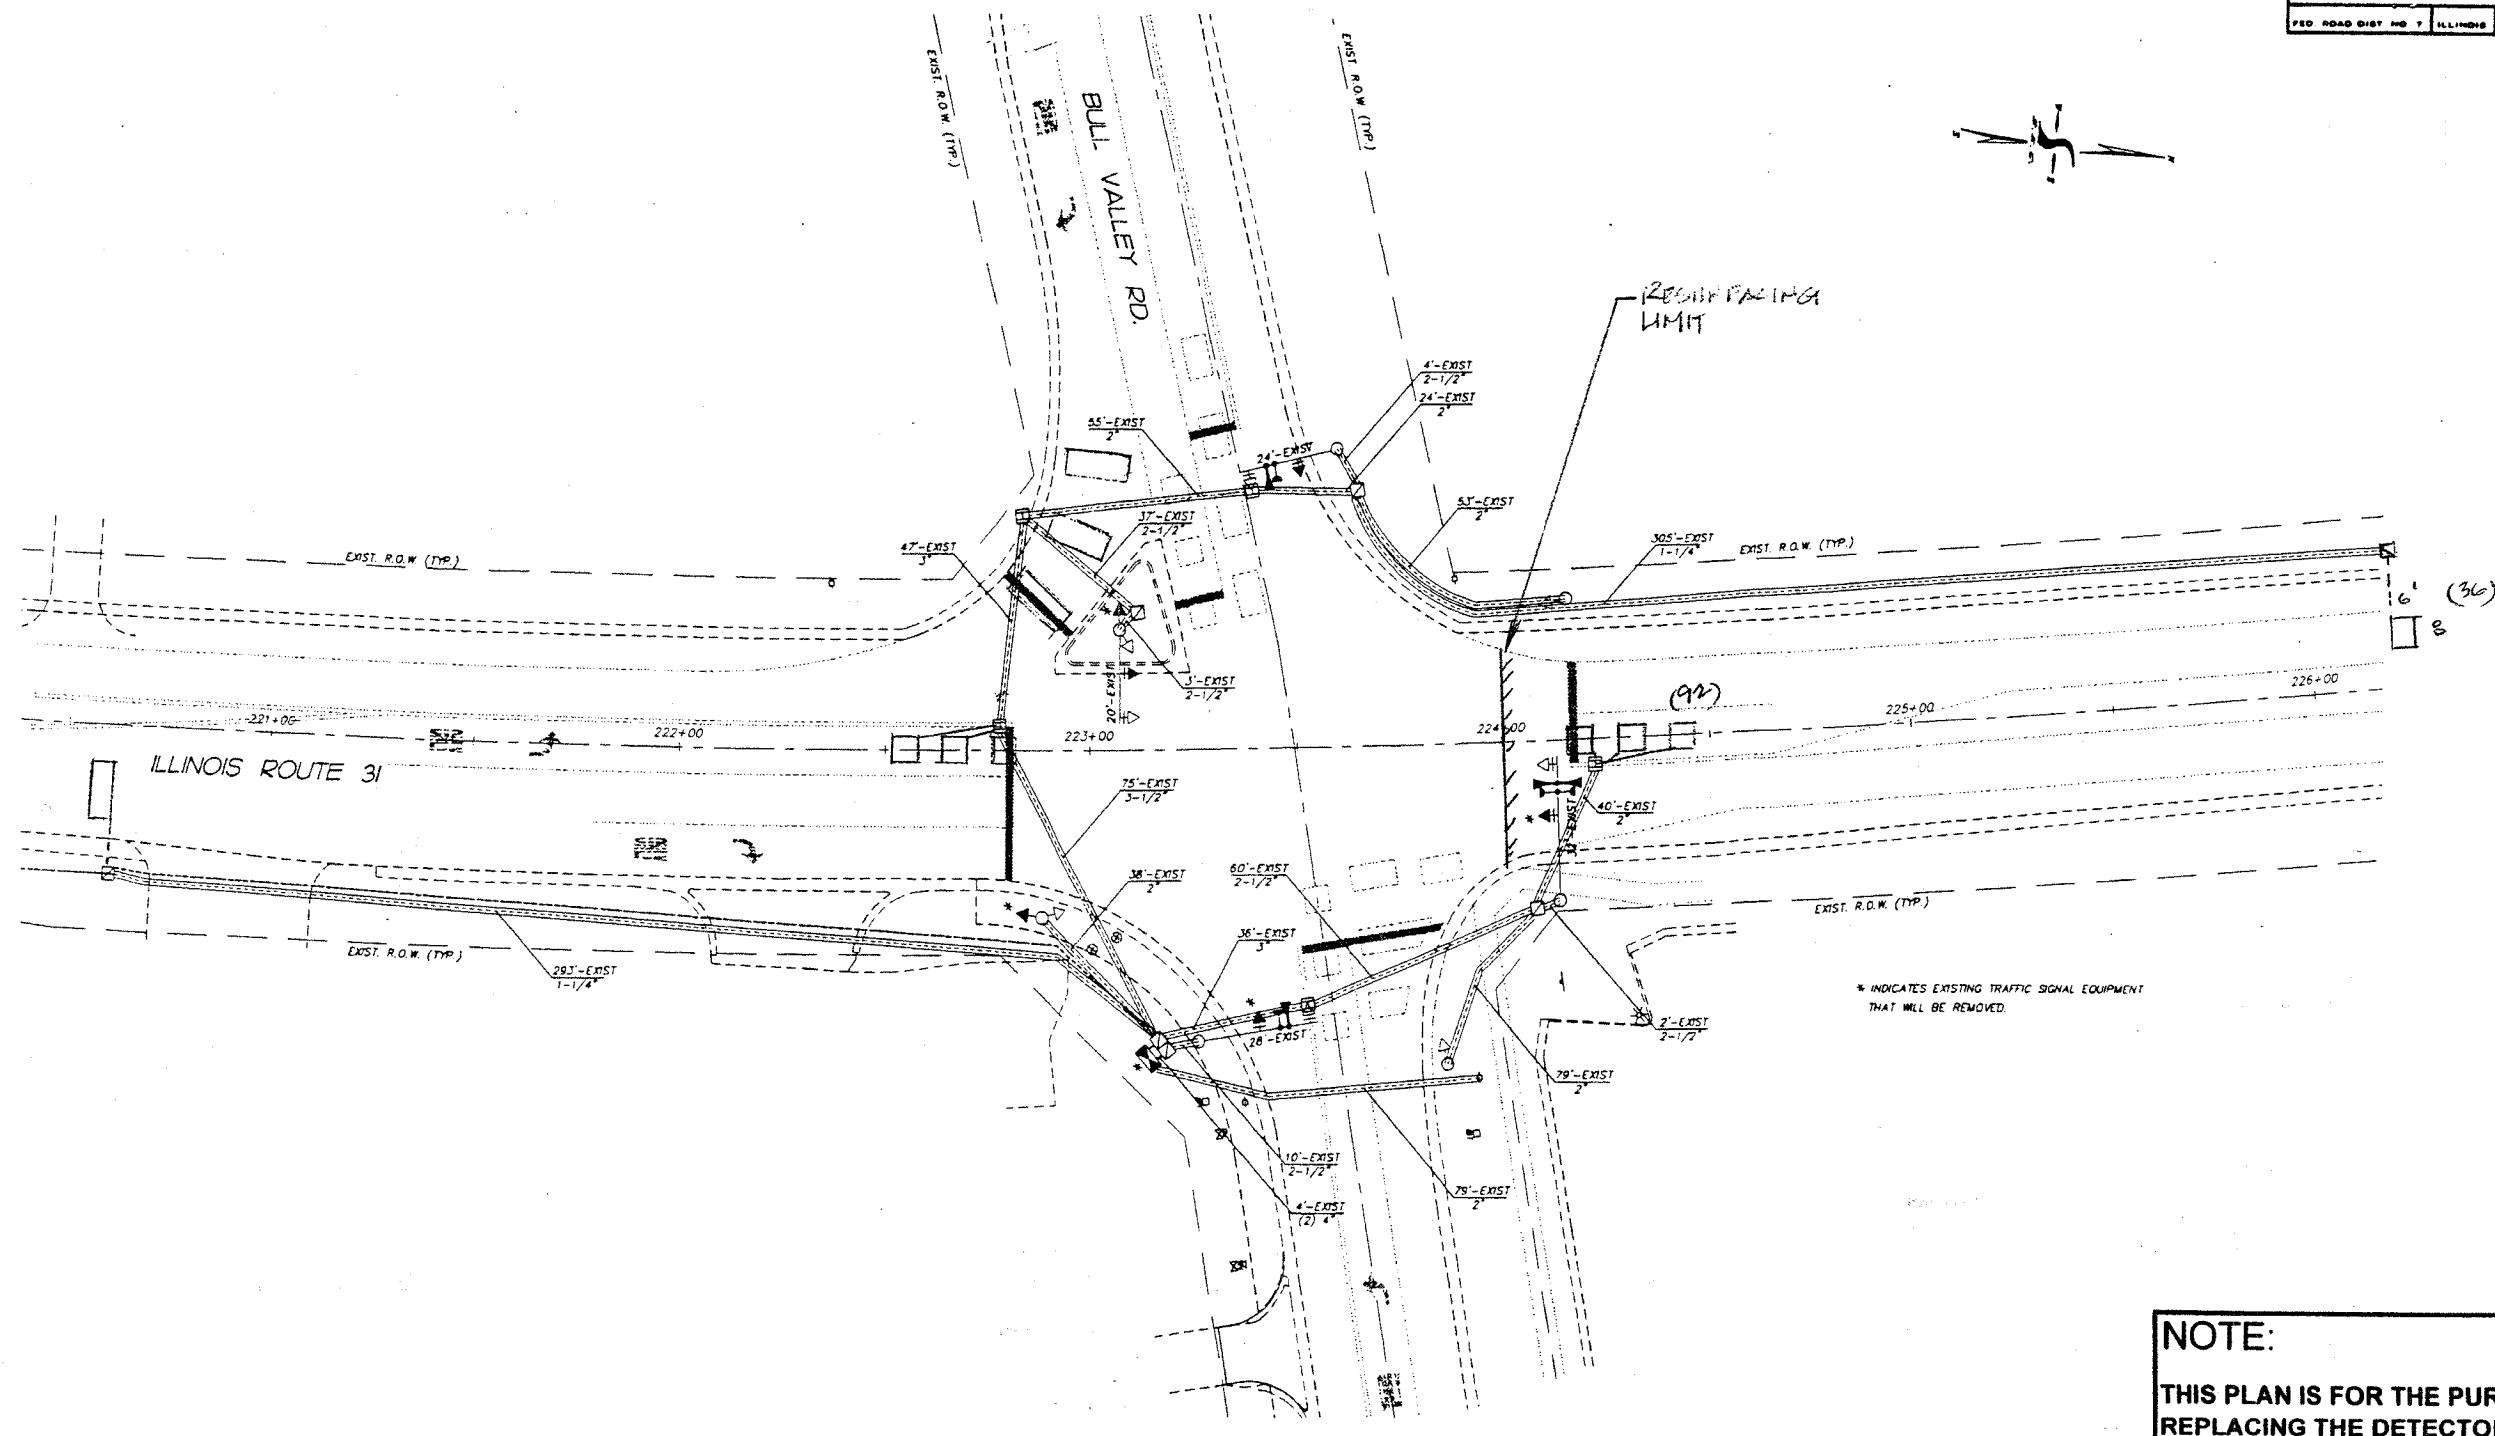 FED. ROAD DIST. NO. 7 ILLINOIS
EXIST. R.O.W. (TYP.)
BULL VALLEY RD.
EXIST. R.O.W. (TYP.)
RESURFACING
LIMIT
4'-EXIST
2-1/2"
24'-EXIST
2"
55'-EXIST
2"
24'-EXIST
53'-EXIST
2"
37'-EXIST
2-1/2"
47'-EXIST
3"
305'-EXIST
1-1/4"
EXIST. R.O.W. (TYP.)
EXIST. R.O.W. (TYP.)
6' (36)
8
3'-EXIST
2-1/2"
20'-EXIST
(92)
221+00
222+00
223+00
224+00
225+00
226+00
ILLINOIS ROUTE 31
75'-EXIST
3-1/2"
40'-EXIST
2"
38'-EXIST
2"
60'-EXIST
2-1/2"
36'-EXIST
3"
EXIST. R.O.W. (TYP.)
EXIST. R.O.W. (TYP.)
293'-EXIST
1-1/4"
28'-EXIST
* INDICATES EXISTING TRAFFIC SIGNAL EQUIPMENT
THAT WILL BE REMOVED.
2'-EXIST
2-1/2"
79'-EXIST
2"
10'-EXIST
2-1/2"
79'-EXIST
2"
4'-EXIST
(2) 4"
NOTE:
THIS PLAN IS FOR THE PUR
REPLACING THE DETECTO